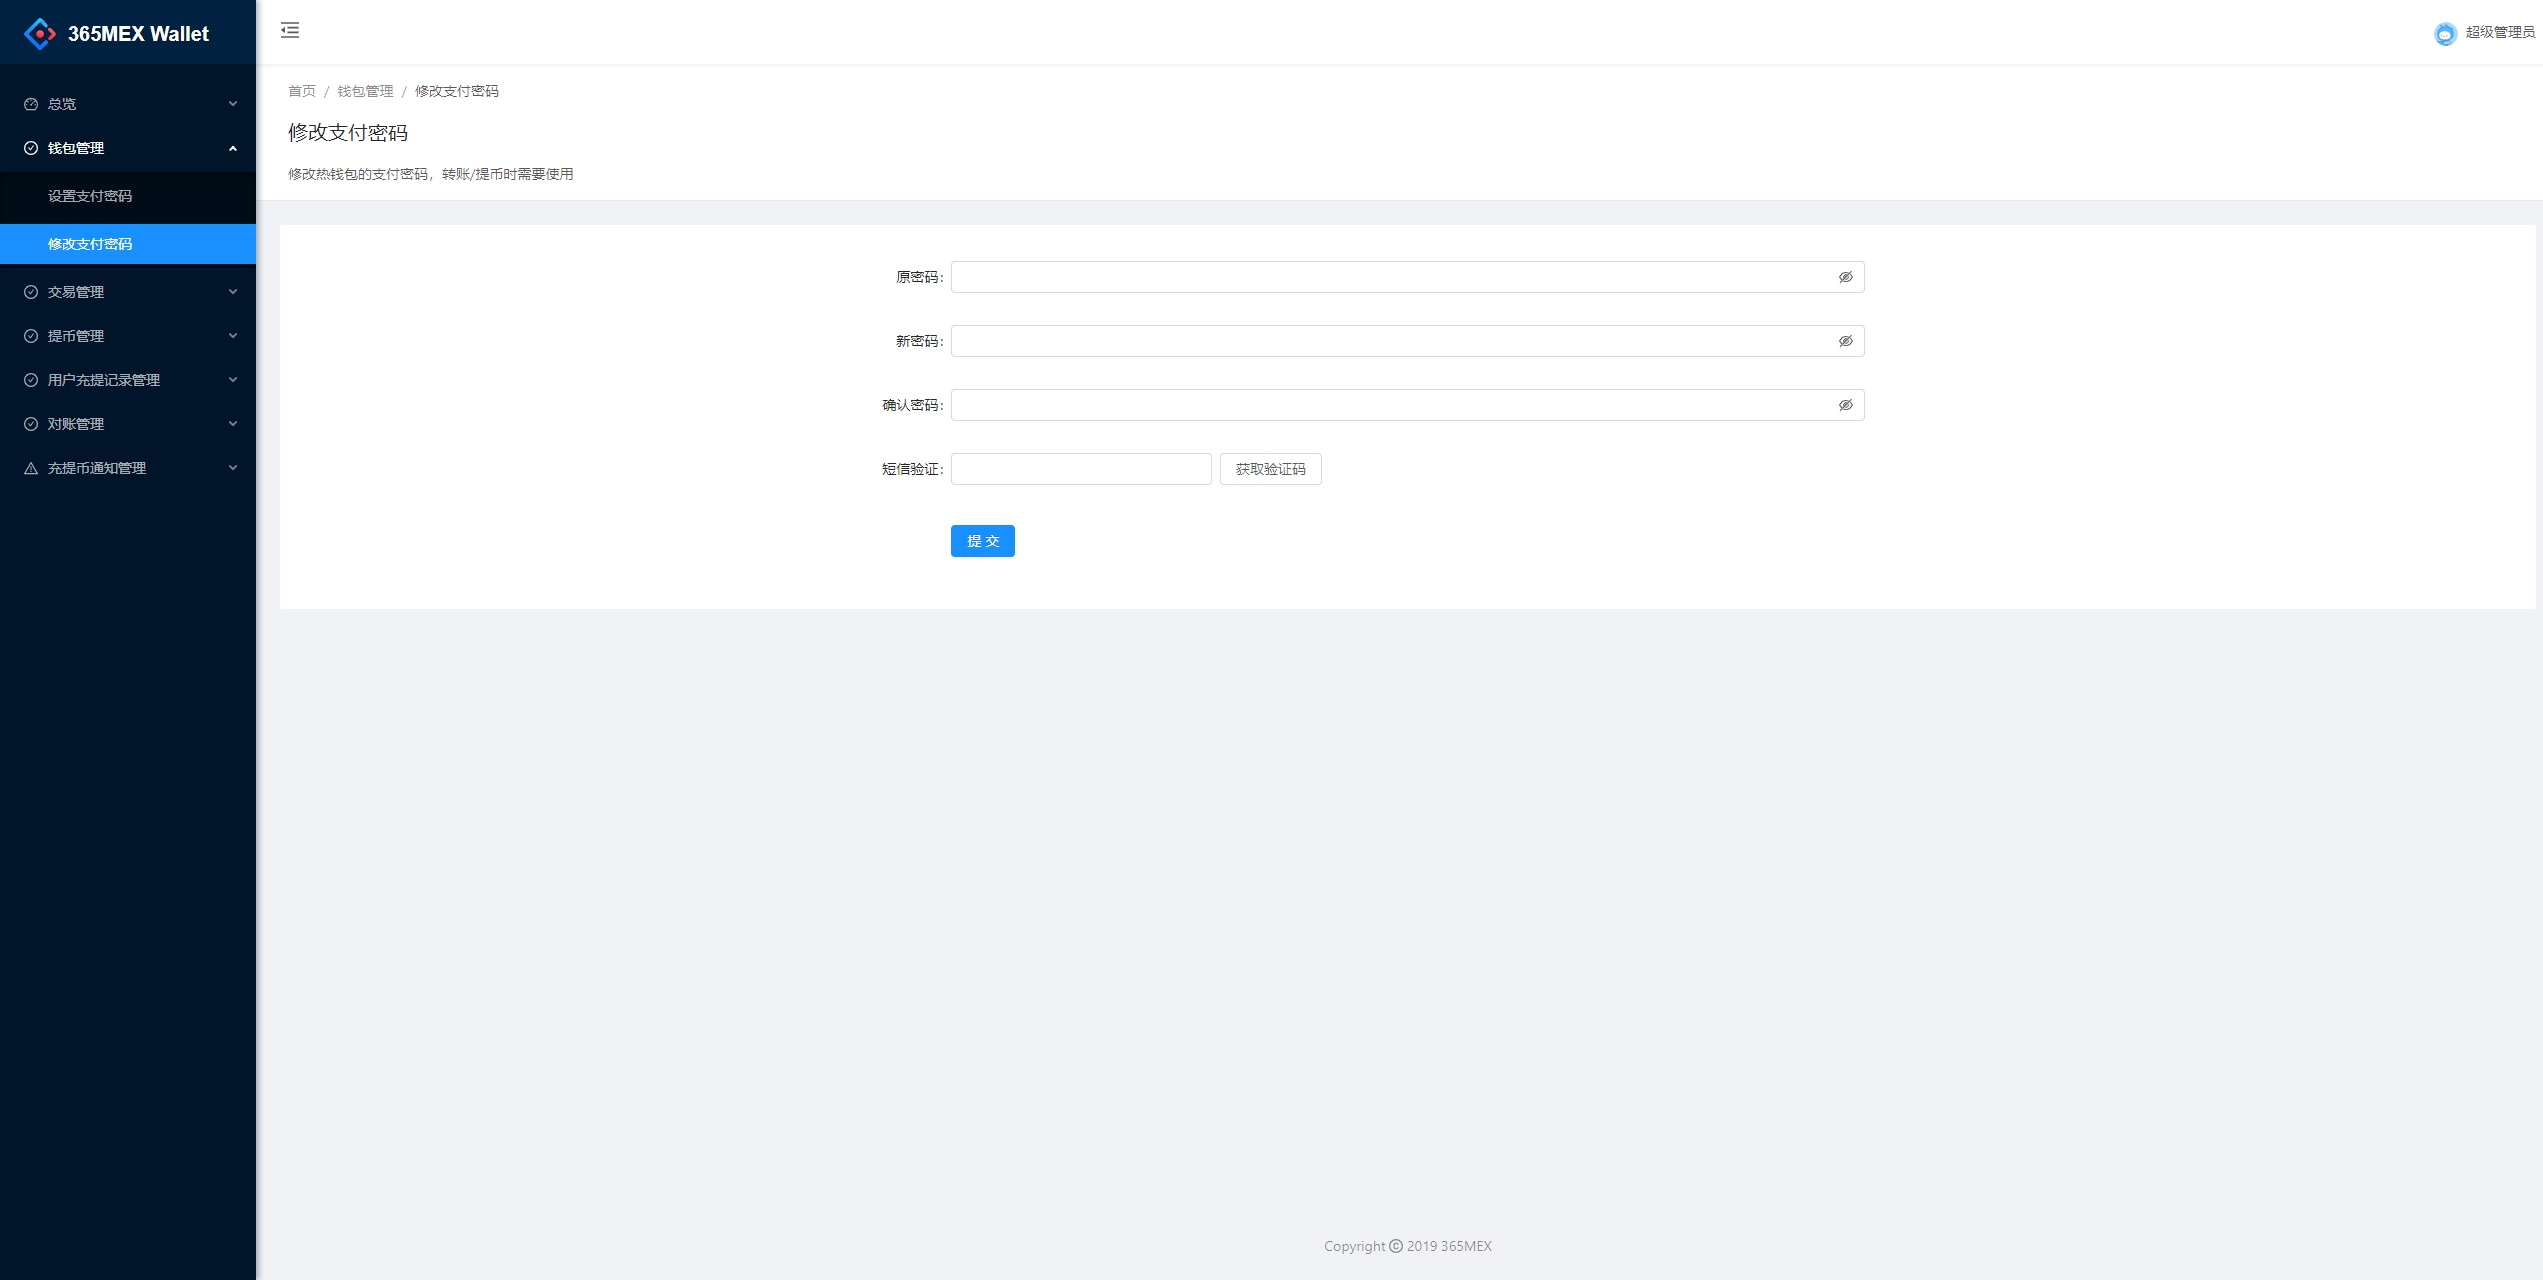 365MEX Wallet
超级管理员
总览
钱包管理
设置支付密码
修改支付密码
交易管理
提币管理
用户充提记录管理
对账管理
充提币通知管理
首页 / 钱包管理 / 修改支付密码
修改支付密码
修改热钱包的支付密码，转账/提币时需要使用
原密码:
新密码:
确认密码:
短信验证: 获取验证码
提 交
Copyright © 2019 365MEX